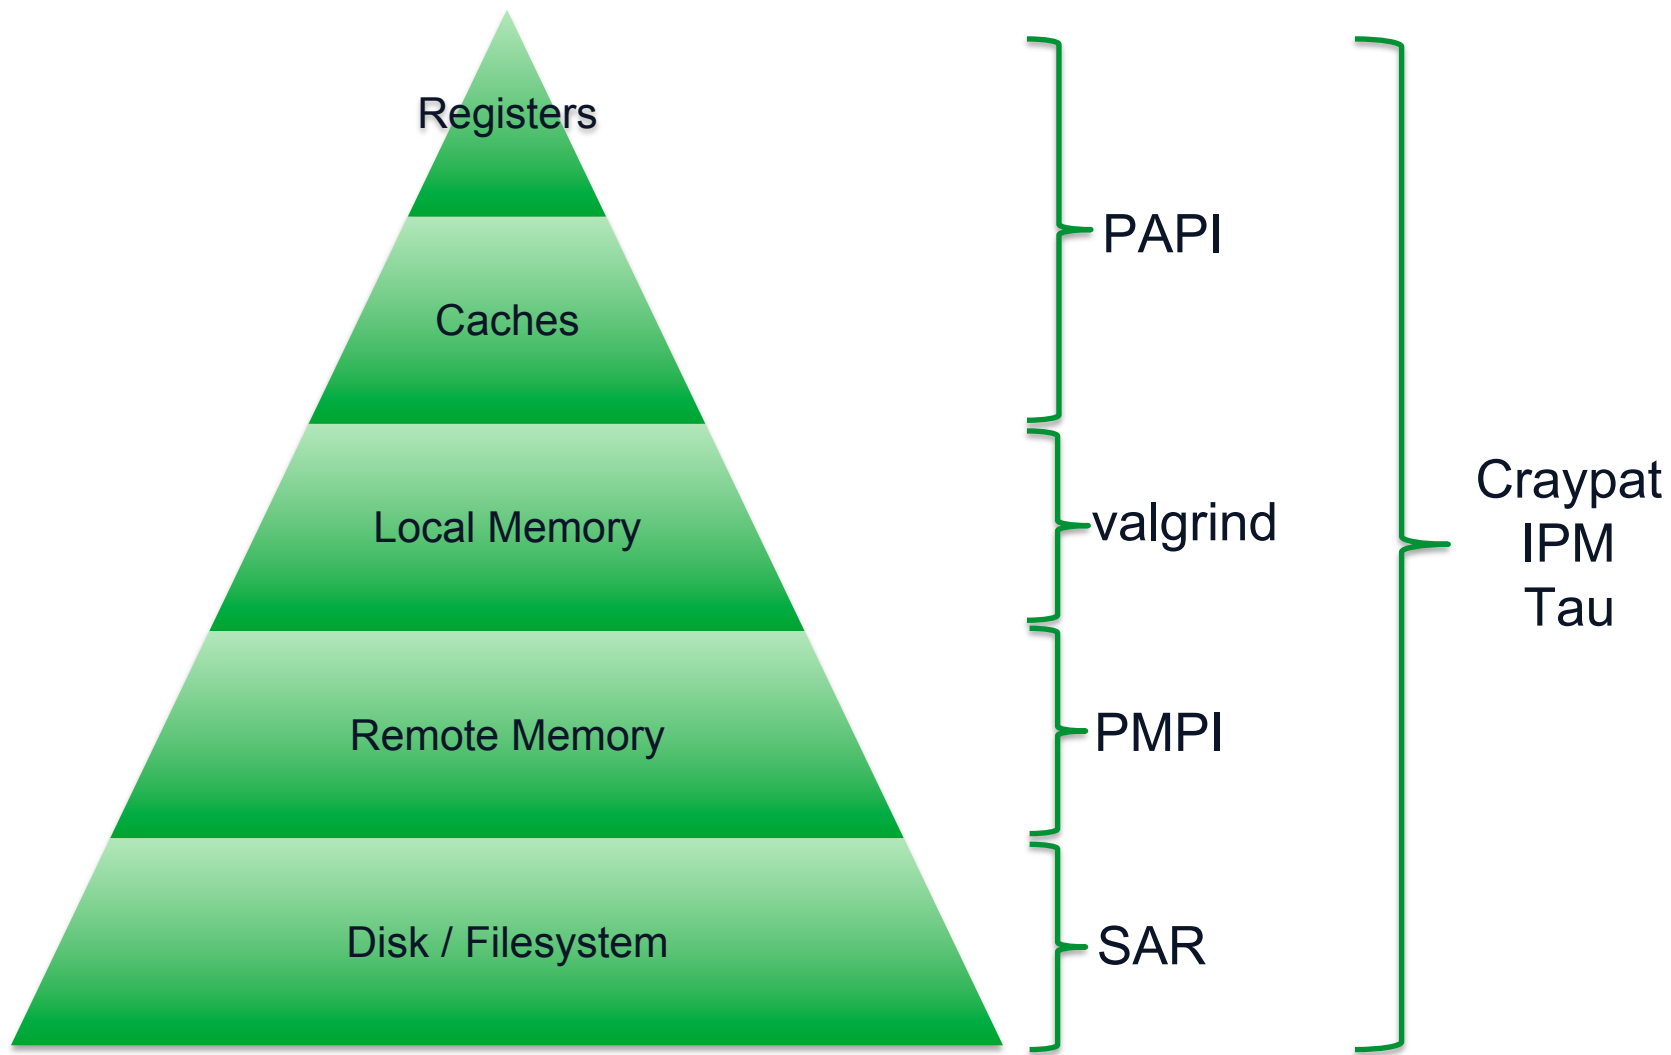 Registers
Caches
Local Memory
Remote Memory
Disk / Filesystem
PAPI
valgrind
PMPI
SAR
Craypat
IPM
Tau